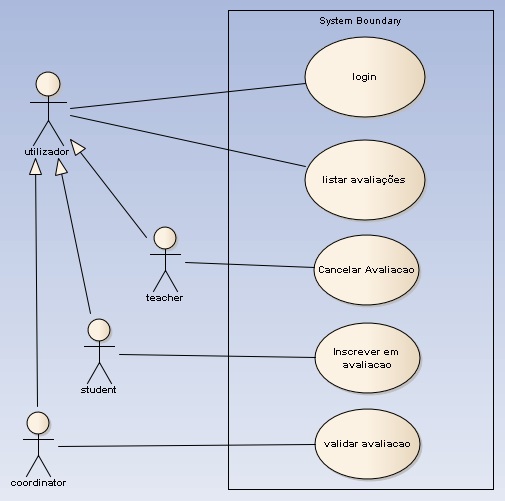 System Boundary
login
utilizador
listar avaliações
teacher
Cancelar Avaliacao
student
Inscrever em
avaliacao
coordinator
validar avaliacao